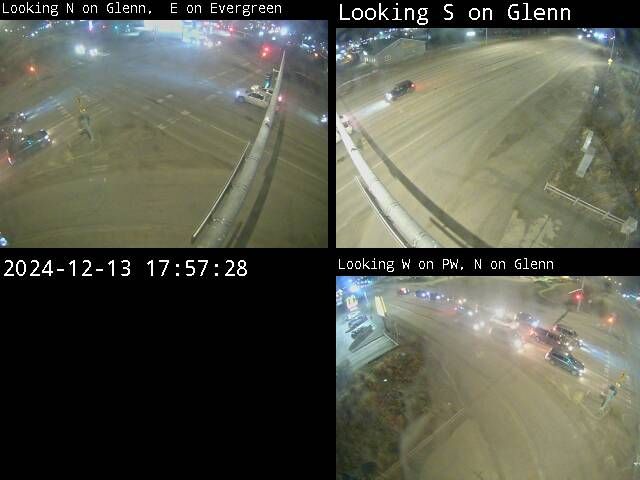 Looking N on Glenn,  E on Evergreen
Looking S on Glenn
2024-12-13 17:57:28
Looking W on PW, N on Glenn